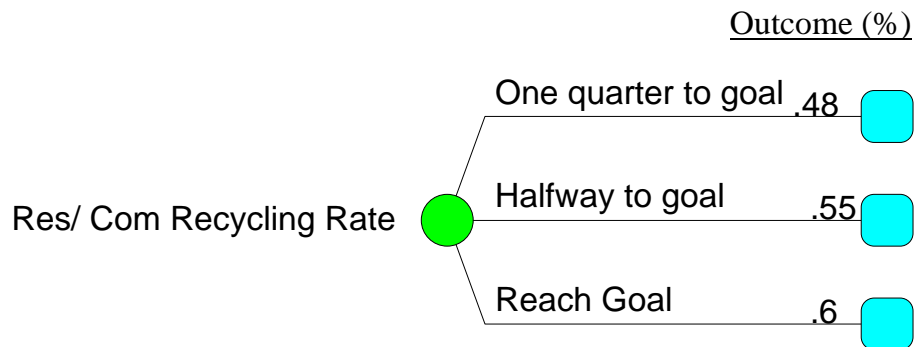 Outcome (%)
One quarter to goal .48
Halfway to goal .55
Res/ Com Recycling Rate
Reach Goal .6